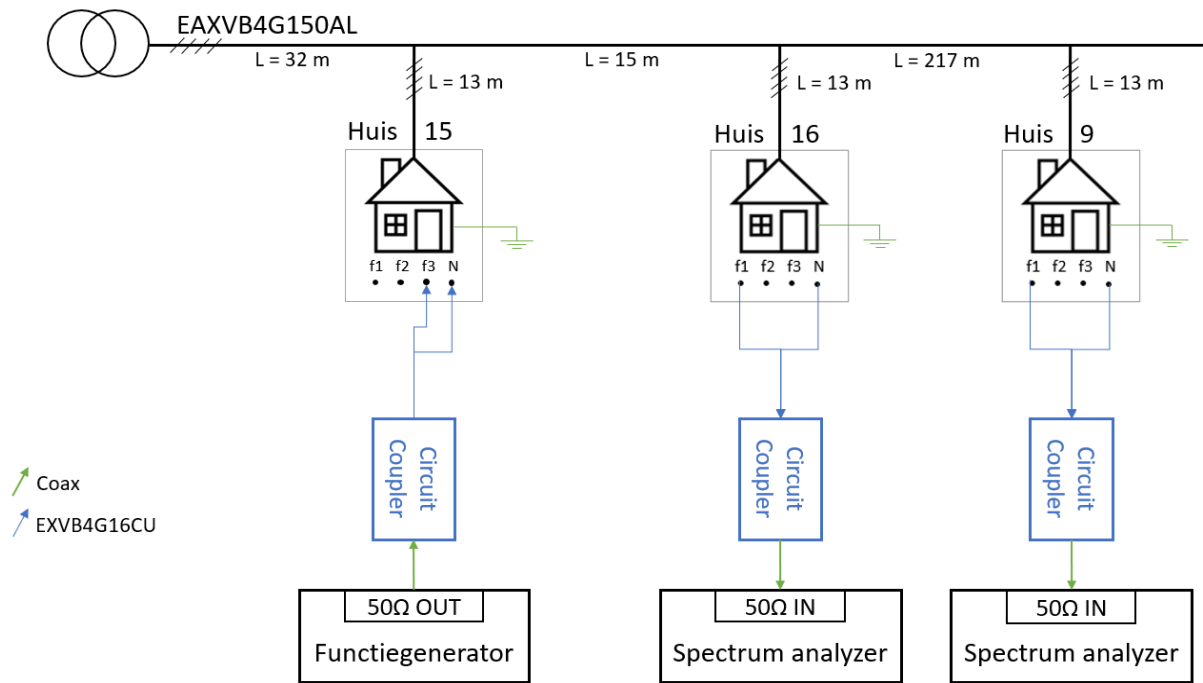 EAXVB4G150AL
L = 32 m
L = 15 m
L = 217 m
L = 13 m
L = 13 m
L = 13 m
Huis 15
Huis 16
Huis 9
f1 f2 f3 N
f1 f2 f3 N
f1 f2 f3 N
Circuit
Coupler
Circuit
Coupler
Circuit
Coupler
Coax
EXVB4G16CU
50Ω OUT
Functiegenerator
50Ω IN
Spectrum analyzer
50Ω IN
Spectrum analyzer